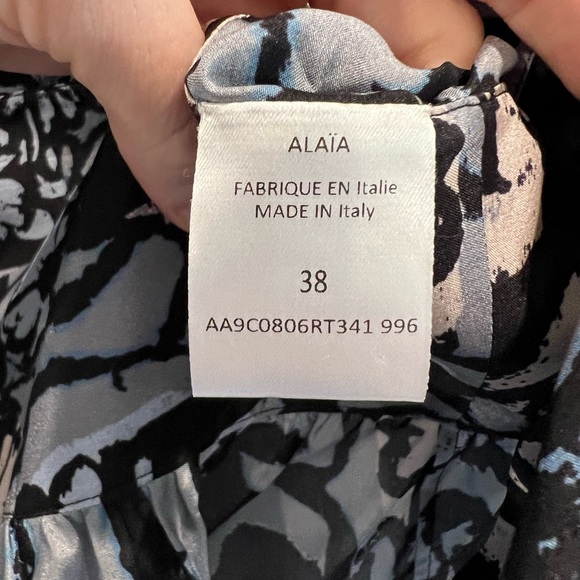 ALAÏA
FABRIQUE EN Italie
MADE IN Italy
38
AA9C0806RT341 996